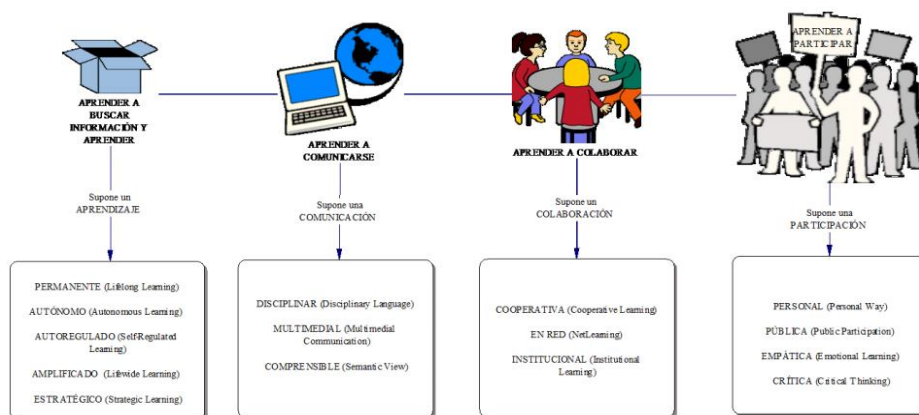 APRENDER A
BUSCAR
INFORMACIÓN Y
APRENDER
Supone un
APRENDIZAJE
PERMANENTE (Lifelong Learning)
AUTÓNOMO (Autonomous Learning)
AUTOREGULADO (Self-Regulated
Learning)
AMPLIFICADO (Lifewide Learning)
ESTRATÉGICO (Strategic Learning)
APRENDER A
COMUNICARSE
Supone una
COMUNICACIÓN
DISCIPLINAR (Disciplinary Language)
MULTIMEDIAL (Multimedial
Communication)
COMPRENSIBLE (Semantic View)
APRENDER A COLABORAR
Supone un
COLABORACIÓN
COOPERATIVA (Cooperative Learning)
EN RED (NetLearning)
INSTITUCIONAL (Institutional
Learning)
APRENDER A
PARTICIPAR
Supone una
PARTICIPACIÓN
PERSONAL (Personal Way)
PÚBLICA (Public Participation)
EMPÁTICA (Emotional Learning)
CRÍTICA (Critical Thinking)